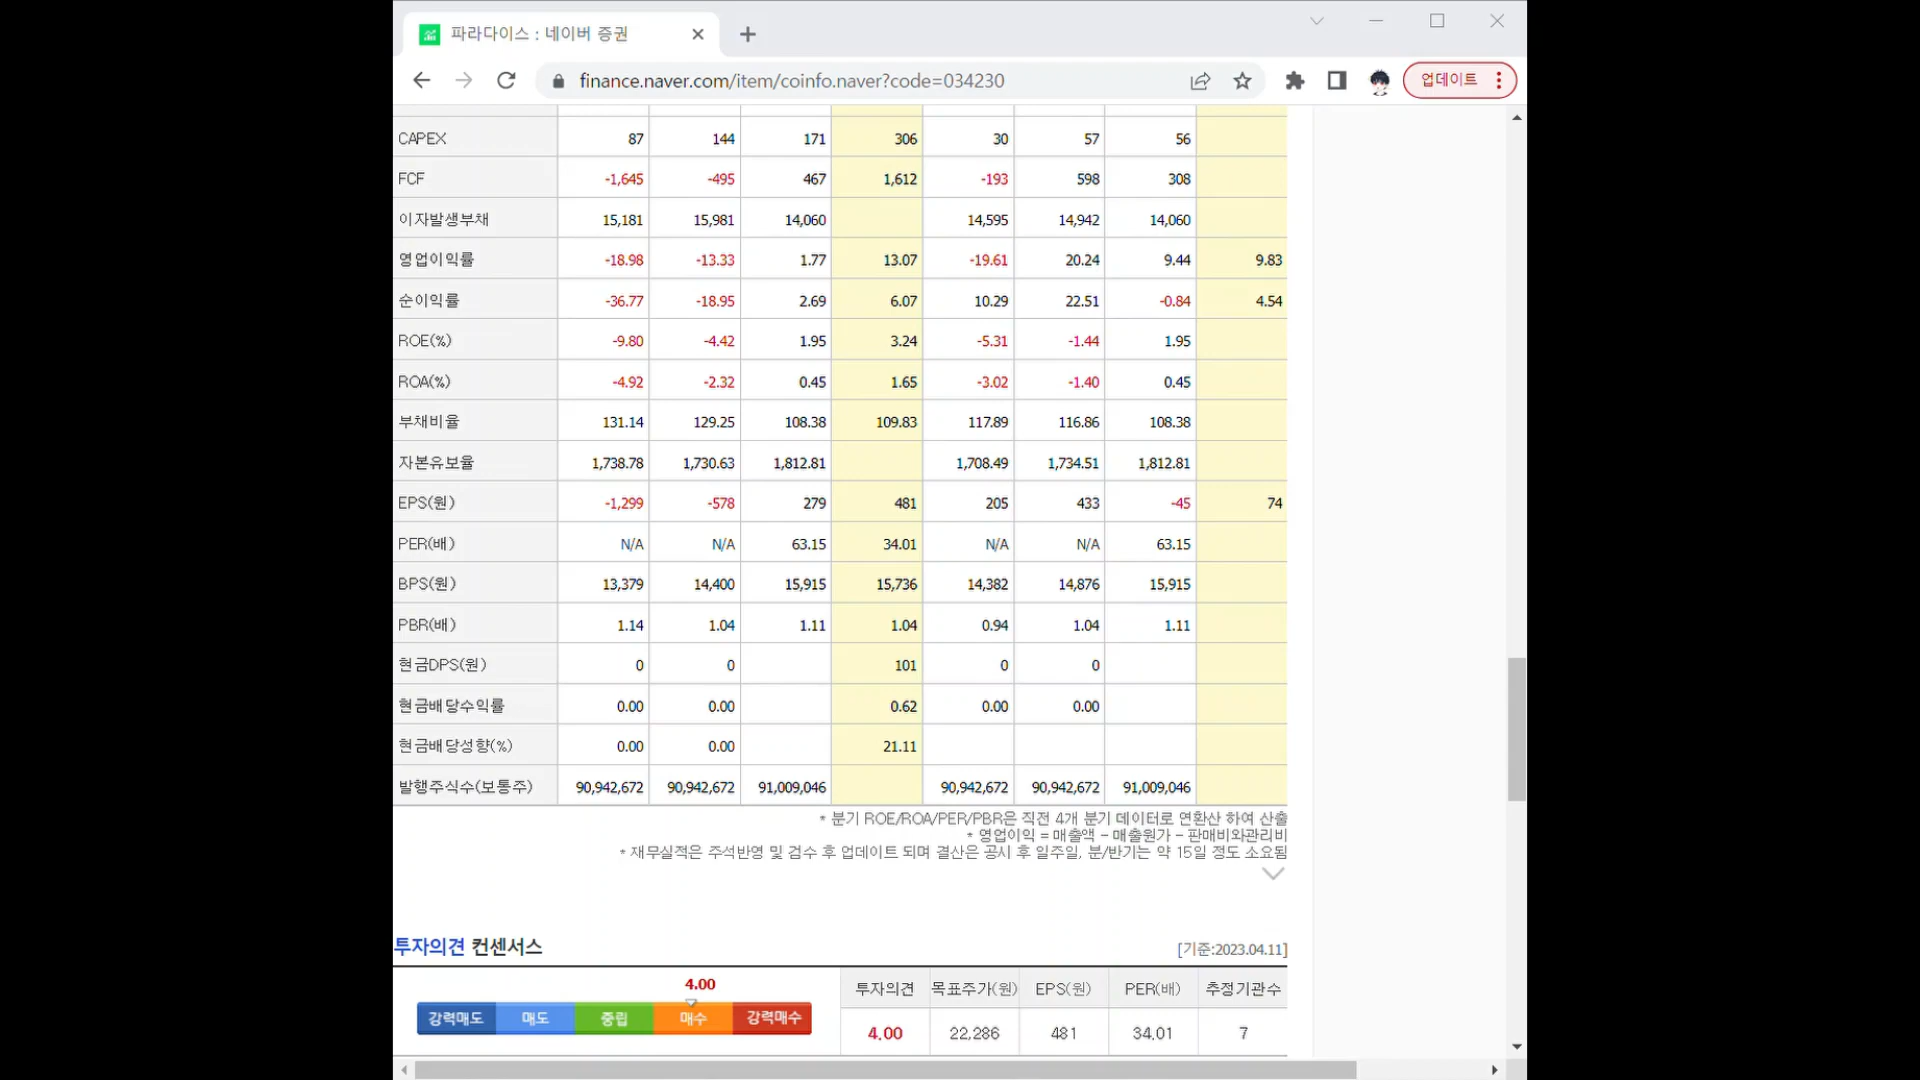 파라다이스 : 네이버 증권
finance.naver.com/item/coinfo.naver?code=034230
업데이트
CAPEX 87 144 171 306 30 57 56
FCF -1,645 -495 467 1,612 -193 598 308
이자발생부채 15,181 15,981 14,060 14,595 14,942 14,060
영업이익률 -18.98 -13.33 1.77 13.07 -19.61 20.24 9.44 9.83
순이익률 -36.77 -18.95 2.69 6.07 10.29 22.51 -0.84 4.54
ROE(%) -9.80 -4.42 1.95 3.24 -5.31 -1.44 1.95
ROA(%) -4.92 -2.32 0.45 1.65 -3.02 -1.40 0.45
부채비율 131.14 129.25 108.38 109.83 117.89 116.86 108.38
자본유보율 1,738.78 1,730.63 1,812.81 1,708.49 1,734.51 1,812.81
EPS(원) -1,299 -578 279 481 205 433 -45 74
PER(배) N/A N/A 63.15 34.01 N/A N/A 63.15
BPS(원) 13,379 14,400 15,915 15,736 14,382 14,876 15,915
PBR(배) 1.14 1.04 1.11 1.04 0.94 1.04 1.11
현금DPS(원) 0 0 101 0 0
현금배당수익률 0.00 0.00 0.62 0.00 0.00
현금배당성향(%) 0.00 0.00 21.11
발행주식수(보통주) 90,942,672 90,942,672 91,009,046 90,942,672 90,942,672 91,009,046
* 분기 ROE/ROA/PER/PBR은 직전 4개 분기 데이터로 연환산 하여 산출
* 영업이익 = 매출액 - 매출원가 - 판매비와관리비
* 재무실적은 주석반영 및 검수 후 업데이트 되며 결산은 공시 후 일주일, 분/반기는 약 15일 정도 소요됨
투자의견 컨센서스 [기준:2023.04.11]
4.00
강력매도 매도 중립 매수 강력매수
투자의견 목표주가(원) EPS(원) PER(배) 추정기관수
4.00 22,286 481 34.01 7